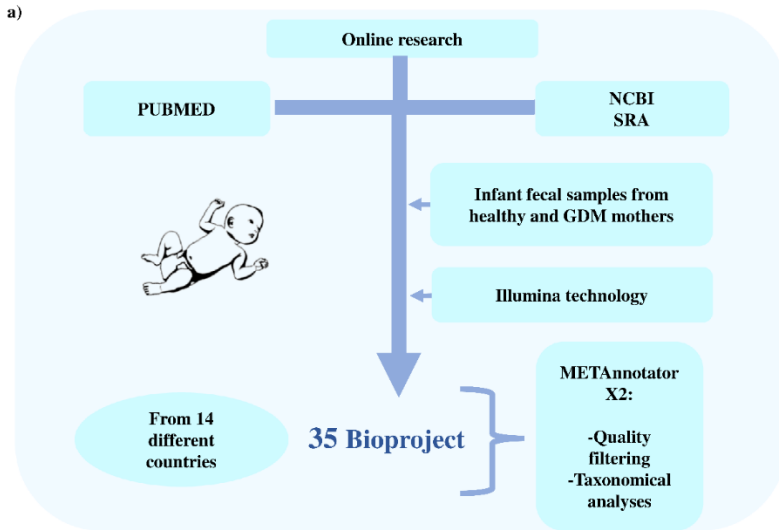 a)
Online research
PUBMED
NCBI
SRA
Infant fecal samples from
healthy and GDM mothers
Illumina technology
METAnnotator
X2:
-Quality
filtering
-Taxonomical
analyses
From 14
different
countries
35 Bioproject